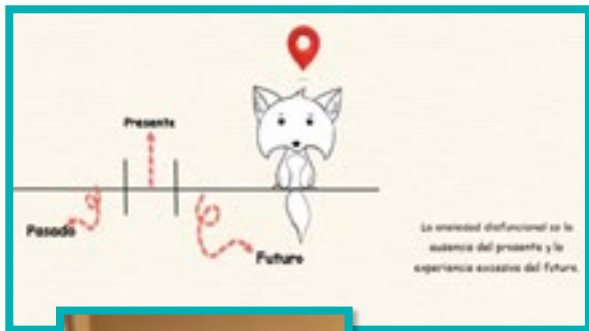 Presente
Pasado
Futuro
La ansiedad disfuncional es la
ausencia del presente y la
experiencia excesiva del futuro.